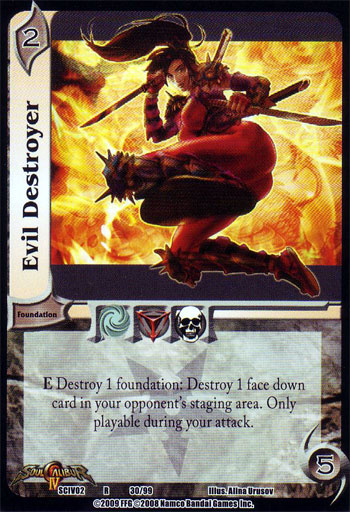 2
Evil Destroyer
Foundation
E Destroy 1 foundation: Destroy 1 face down
card in your opponent's staging area. Only
playable during your attack.
5
SOULCALIBUR
IV
SCIV02 R 30/99 Illus. Alina Urusov
©2009 FFG ©2008 Namco Bandai Games Inc.